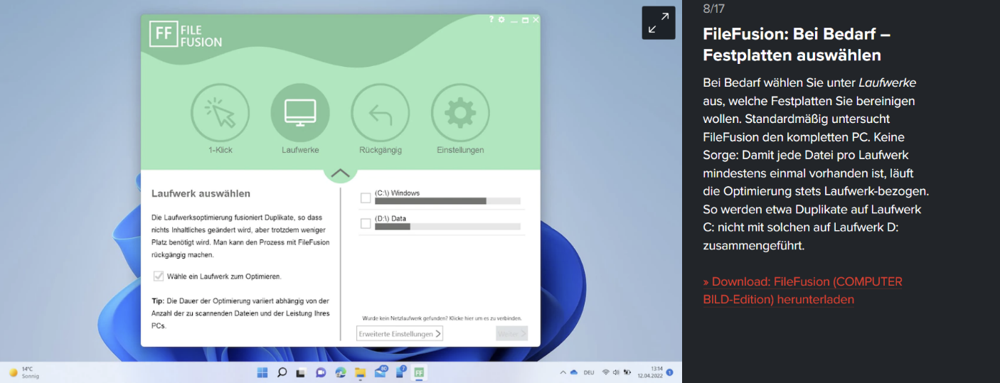 FF FILE
FUSION
?
1-Klick
Laufwerke
Rückgängig
Einstellungen
Laufwerk auswählen
Die Laufwerksoptimierung fusioniert Duplikate, so dass
nichts Inhaltliches geändert wird, aber trotzdem weniger
Platz benötigt wird. Man kann den Prozess mit FileFusion
rückgängig machen.
Wähle ein Laufwerk zum Optimieren.
Tip: Die Dauer der Optimierung variiert abhängig von der
Anzahl der zu scannenden Dateien und der Leistung Ihres
PCs.
(C:\) Windows
(D:\) Data
Wurde kein Netzlaufwerk gefunden? Klicke hier um es zu verbinden.
Erweiterte Einstellungen
Weiter
14°C
Sonnig
80
7
FF
DEU
13:14
12.04.2022
1
8/17
FileFusion: Bei Bedarf –
Festplatten auswählen
Bei Bedarf wählen Sie unter Laufwerke
aus, welche Festplatten Sie bereinigen
wollen. Standardmäßig untersucht
FileFusion den kompletten PC. Keine
Sorge: Damit jede Datei pro Laufwerk
mindestens einmal vorhanden ist, läuft
die Optimierung stets Laufwerk-bezogen.
So werden etwa Duplikate auf Laufwerk
C: nicht mit solchen auf Laufwerk D:
zusammengeführt.
» Download: FileFusion (COMPUTER
BILD-Edition) herunterladen